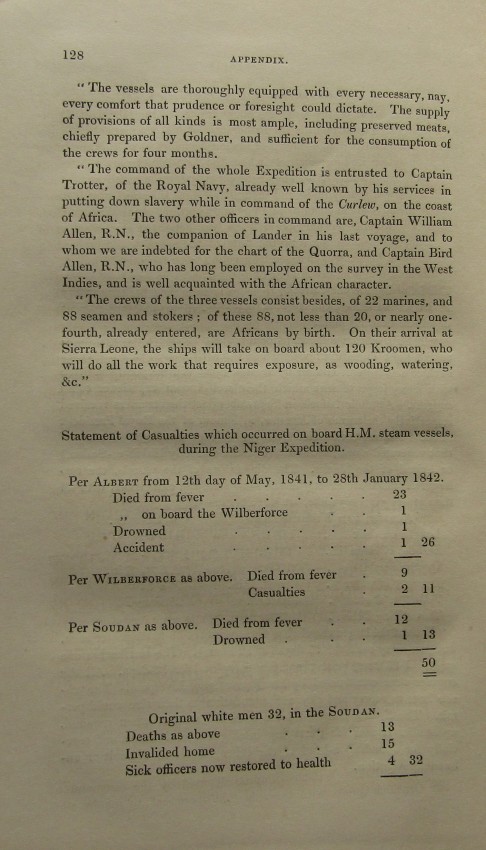 128
APPENDIX.
“ The vessels are thoroughly equipped with every necessary, nay,
every comfort that prudence or foresight could dictate. The supply
of provisions of all kinds is most ample, including preserved meats,
chiefly prepared by Goldner, and sufficient for the consumption of
the crews for four months.
“ The command of the whole Expedition is entrusted to Captain
Trotter, of the Royal Navy, already well known by his services in
putting down slavery while in command of the Curlew, on the coast
of Africa. The two other officers in command are, Captain William
Allen, R.N., the companion of Lander in his last voyage, and to
whom we are indebted for the chart of the Quorra, and Captain Bird
Allen, R.N., who has long been employed on the survey in the West
Indies, and is well acquainted with the African character.
“ The crews of the three vessels consist besides, of 22 marines, and
88 seamen and stokers ; of these 88, not less than 20, or nearly one-
fourth, already entered, are Africans by birth. On their arrival at
Sierra Leone, the ships will take on board about 120 Kroomen, who
will do all the work that requires exposure, as wooding, watering,
&c.”
Statement of Casualties which occurred on board H.M. steam vessels,
during the Niger Expedition.
Per ALBERT from 12th day of May, 1841, to 28th January 1842.
Died from fever . . . . . 23
„ on board the Wilberforce . . 1
Drowned . . . . . 1
Accident . . . . . 1 26
Per WILBERFORCE as above. Died from fever . 9
Casualties . 2 11
Per SOUDAN as above. Died from fever . . 12
Drowned . . . 1 13
50
Original white men 32, in the SOUDAN.
Deaths as above . . . 13
Invalided home . . . 15
Sick officers now restored to health 4 32